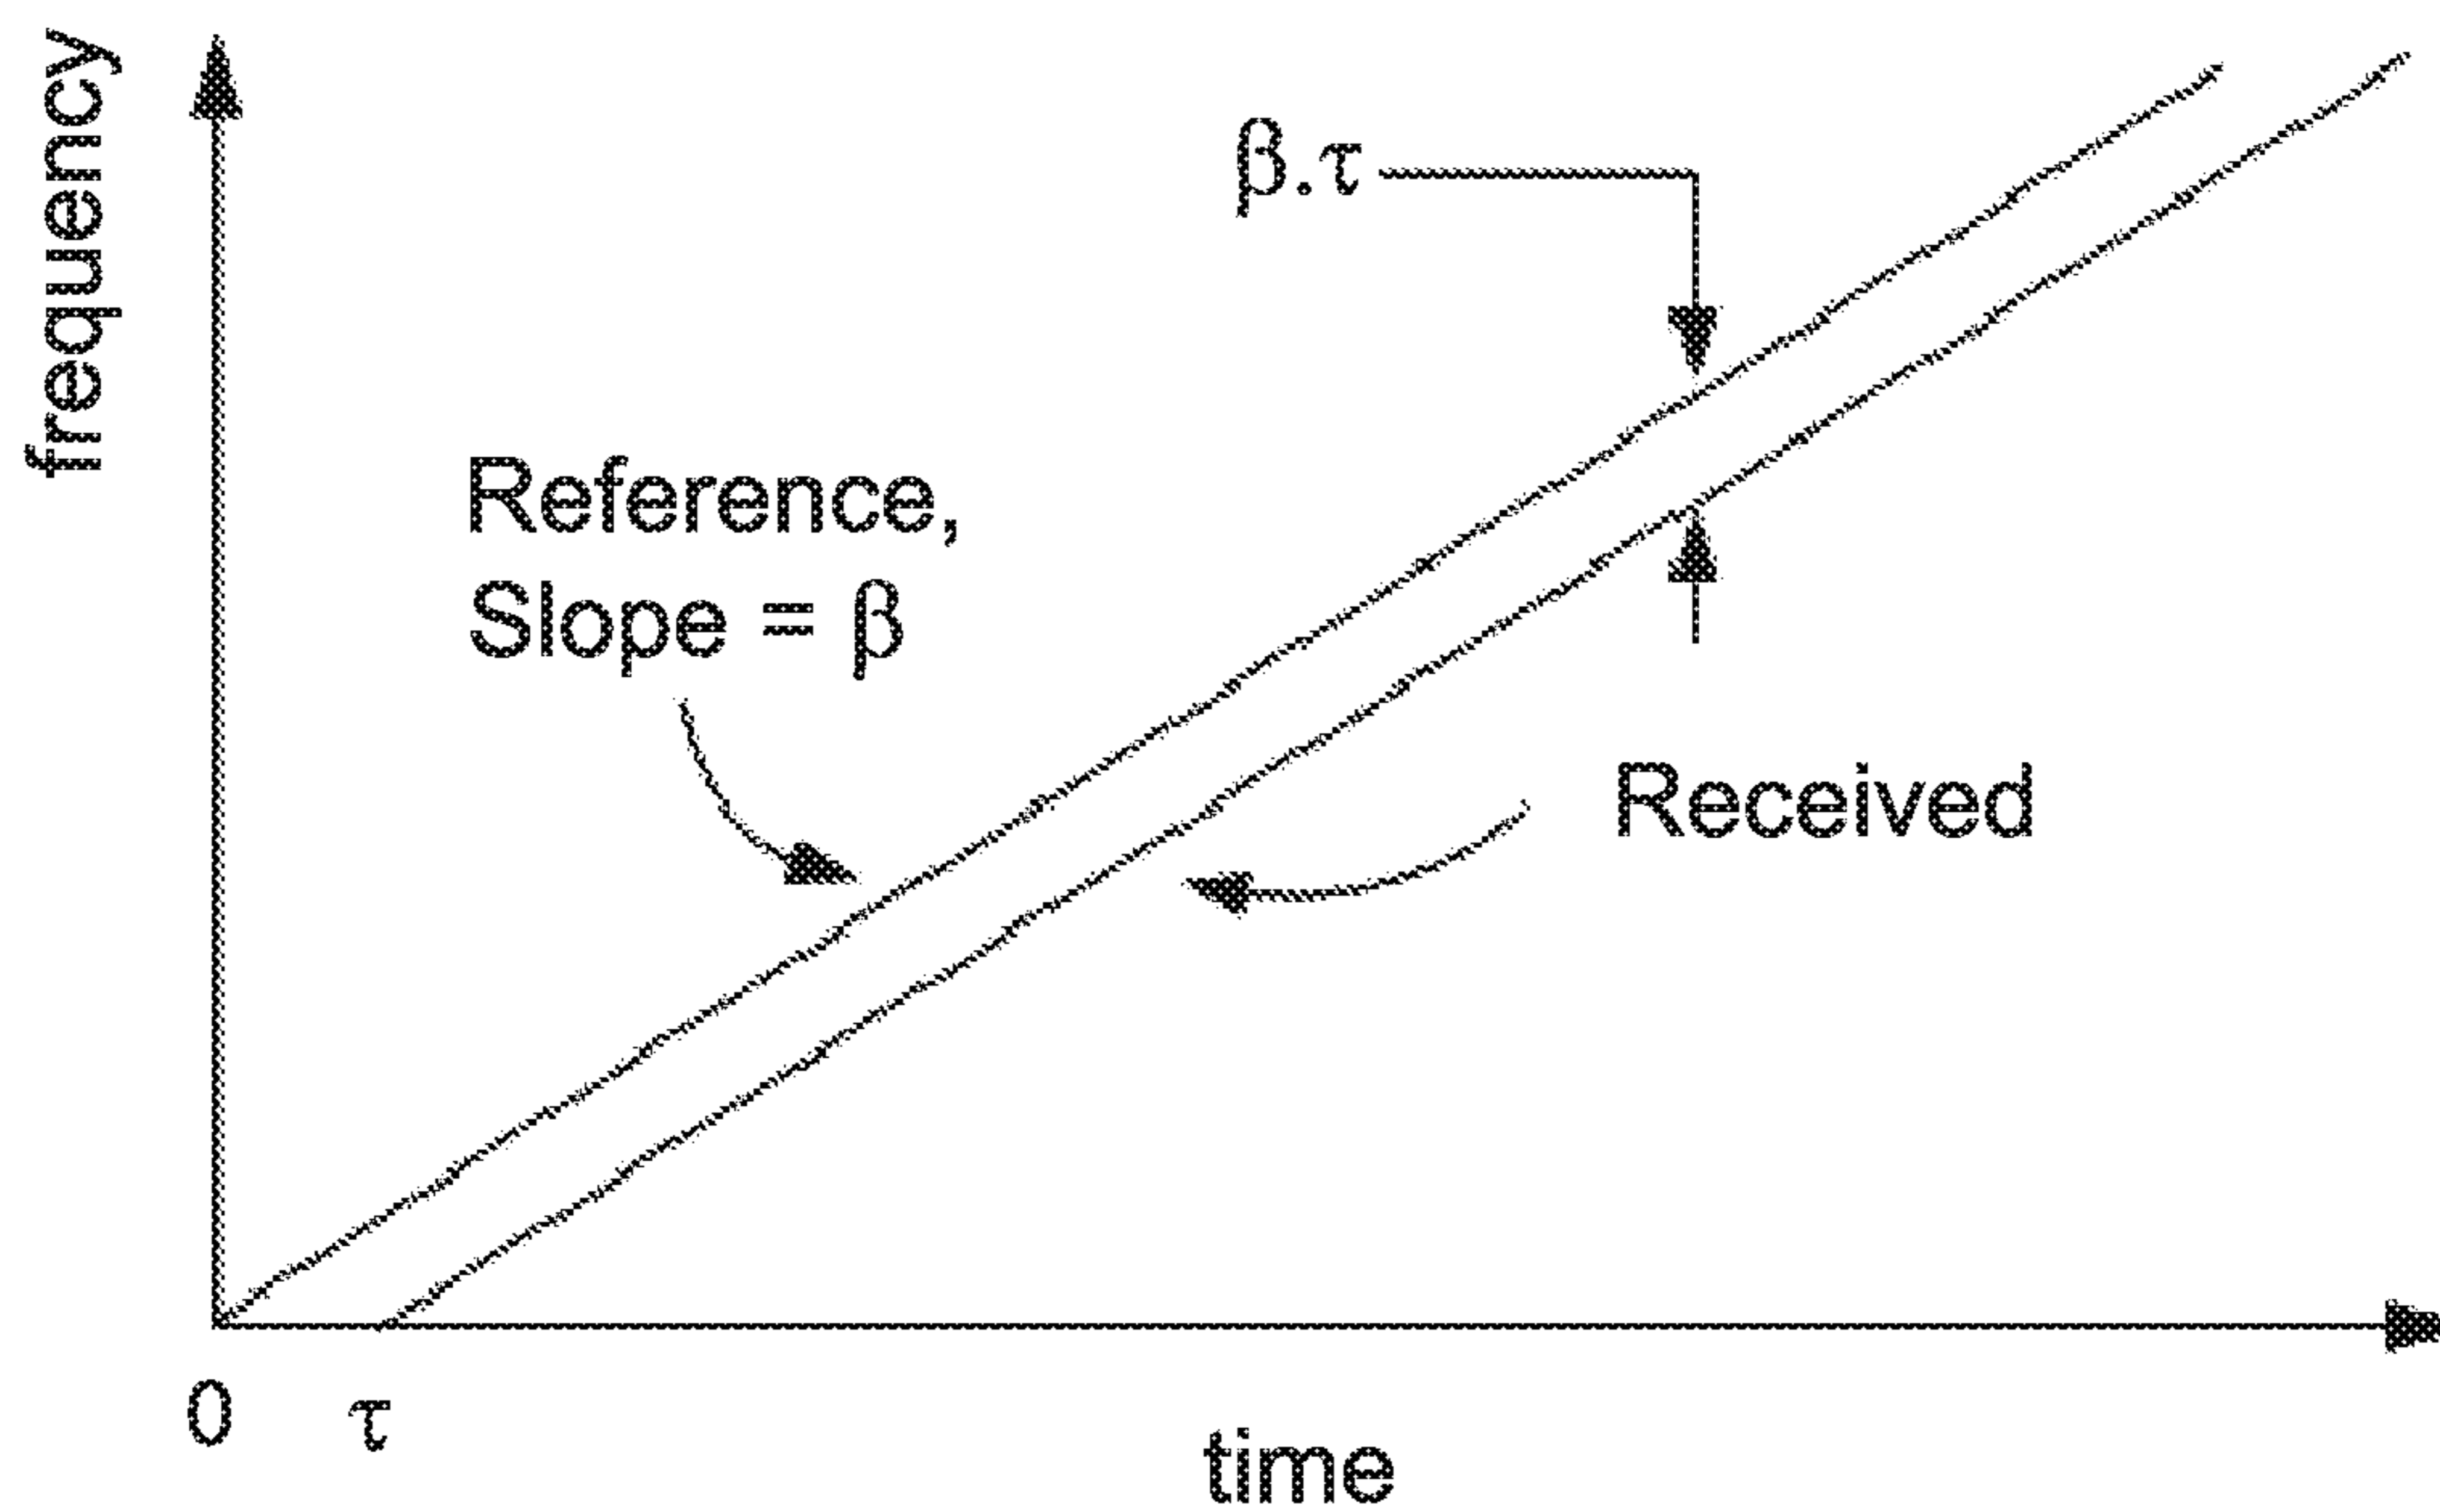 frequency
β.τ
Reference,
Slope = β
Received
0
τ
time